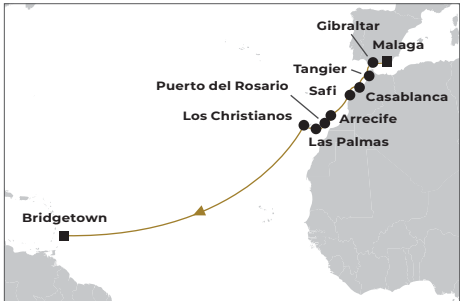 Gibraltar
Malaga
Tangier
Safi
Casablanca
Puerto del Rosario
Arrecife
Los Christianos
Las Palmas
Bridgetown